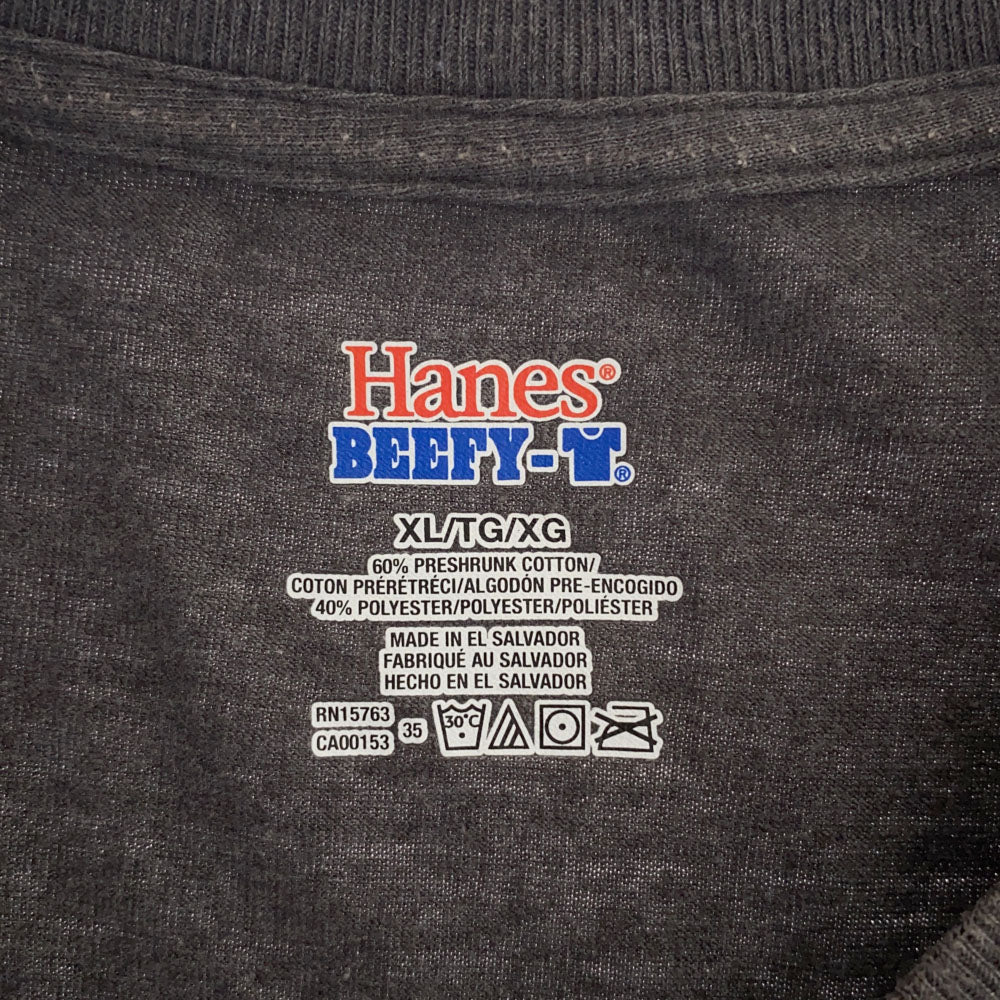 Hanes®
BEEFY-T®
XL/TG/XG
60% PRESHRUNK COTTON/
COTON PRÉRÉTRÉCI/ALGODÓN PRE-ENCOGIDO
40% POLYESTER/POLYESTER/POLIÉSTER
MADE IN EL SALVADOR
FABRIQUÉ AU SALVADOR
HECHO EN EL SALVADOR
RN15763
CA00153
35
30°C